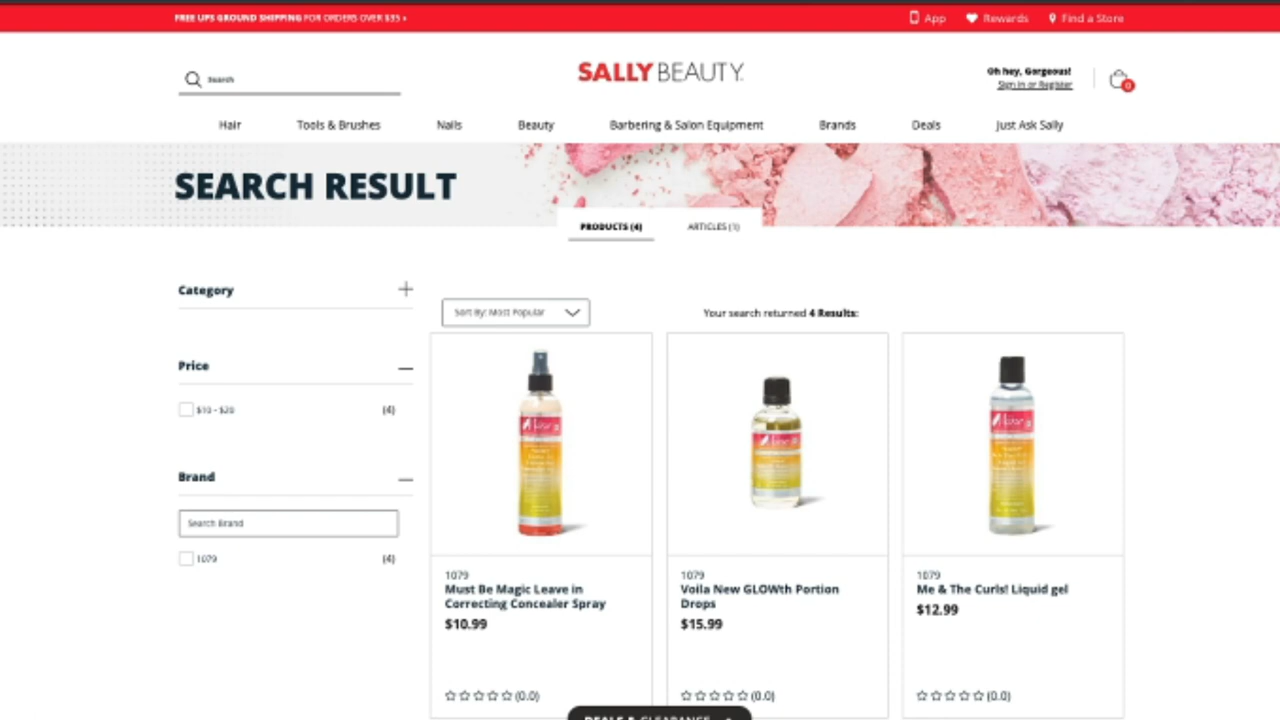 FREE UPS GROUND SHIPPING FOR ORDERS OVER $35
App
Rewards
Find a Store
Search
SALLY BEAUTY
Oh hey, Gorgeous!
Sign in or Register
0
Hair
Tools & Brushes
Nails
Beauty
Barbering & Salon Equipment
Brands
Deals
Just Ask Sally
SEARCH RESULT
PRODUCTS (4)
ARTICLES (1)
Category
Price
$10 - $20
(4)
Brand
Search Brand
1079
(4)
Sort By: Most Popular
Your search returned 4 Results:
1079
Must Be Magic Leave in
Correcting Concealer Spray
$10.99
(0.0)
1079
Voila New GLOWth Portion
Drops
$15.99
(0.0)
1079
Me & The Curls! Liquid gel
$12.99
(0.0)
DEALS & CLEARANCE